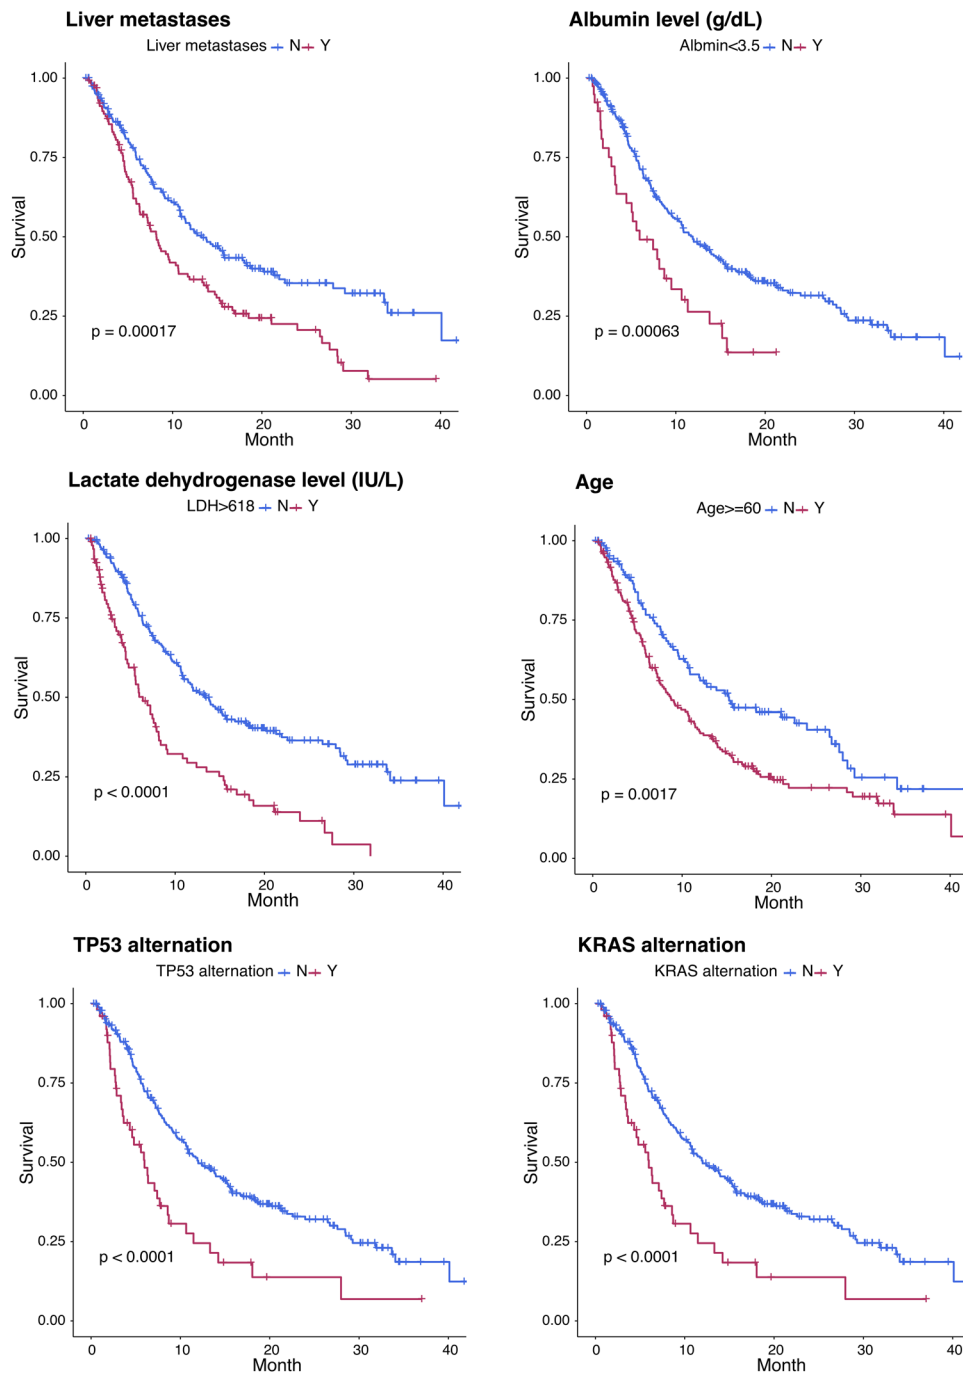 Liver metastases
Liver metastases N Y
1.00
0.75
0.50
0.25
0.00
Survival
p = 0.00017
0 10 20 30 40
Month
Albumin level (g/dL)
Albmin<3.5 N Y
1.00
0.75
0.50
0.25
0.00
Survival
p = 0.00063
0 10 20 30 40
Month
Lactate dehydrogenase level (IU/L)
LDH>618 N Y
1.00
0.75
0.50
0.25
0.00
Survival
p < 0.0001
0 10 20 30 40
Month
Age
Age>=60 N Y
1.00
0.75
0.50
0.25
0.00
Survival
p = 0.0017
0 10 20 30 40
Month
TP53 alternation
TP53 alternation N Y
1.00
0.75
0.50
0.25
0.00
Survival
p < 0.0001
0 10 20 30 40
Month
KRAS alternation
KRAS alternation N Y
1.00
0.75
0.50
0.25
0.00
Survival
p < 0.0001
0 10 20 30 40
Month